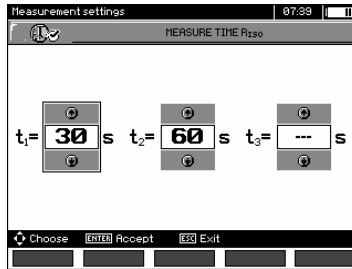 Measurement settings 07:39
MEASURE TIME RISO
t1= 30 s t2= 60 s t3= --- s
Choose ENTER Accept ESC Exit